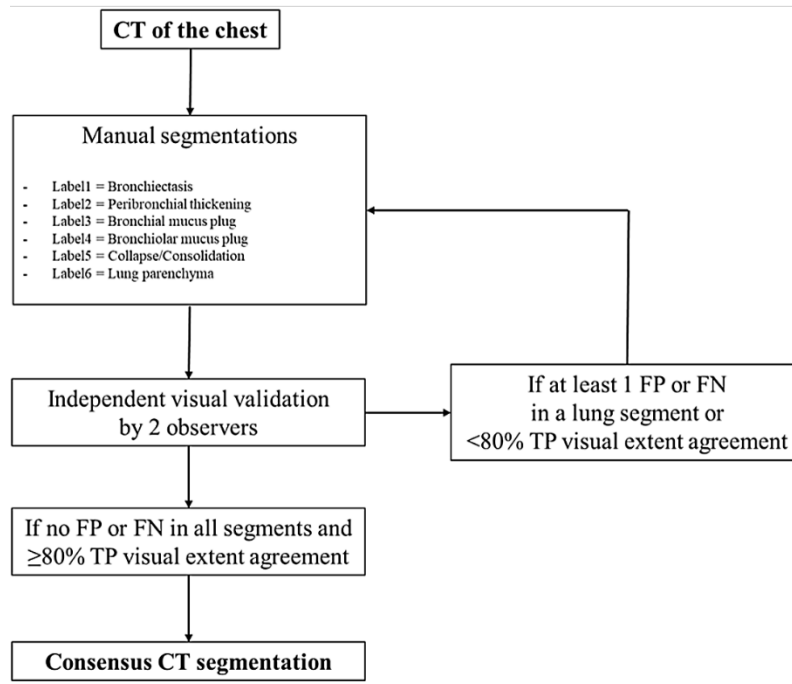 CT of the chest
Manual segmentations
- Label1 = Bronchiectasis
- Label2 = Peribronchial thickening
- Label3 = Bronchial mucus plug
- Label4 = Bronchiolar mucus plug
- Label5 = Collapse/Consolidation
- Label6 = Lung parenchyma
Independent visual validation
by 2 observers
If at least 1 FP or FN
in a lung segment or
<80% TP visual extent agreement
If no FP or FN in all segments and
≥80% TP visual extent agreement
Consensus CT segmentation